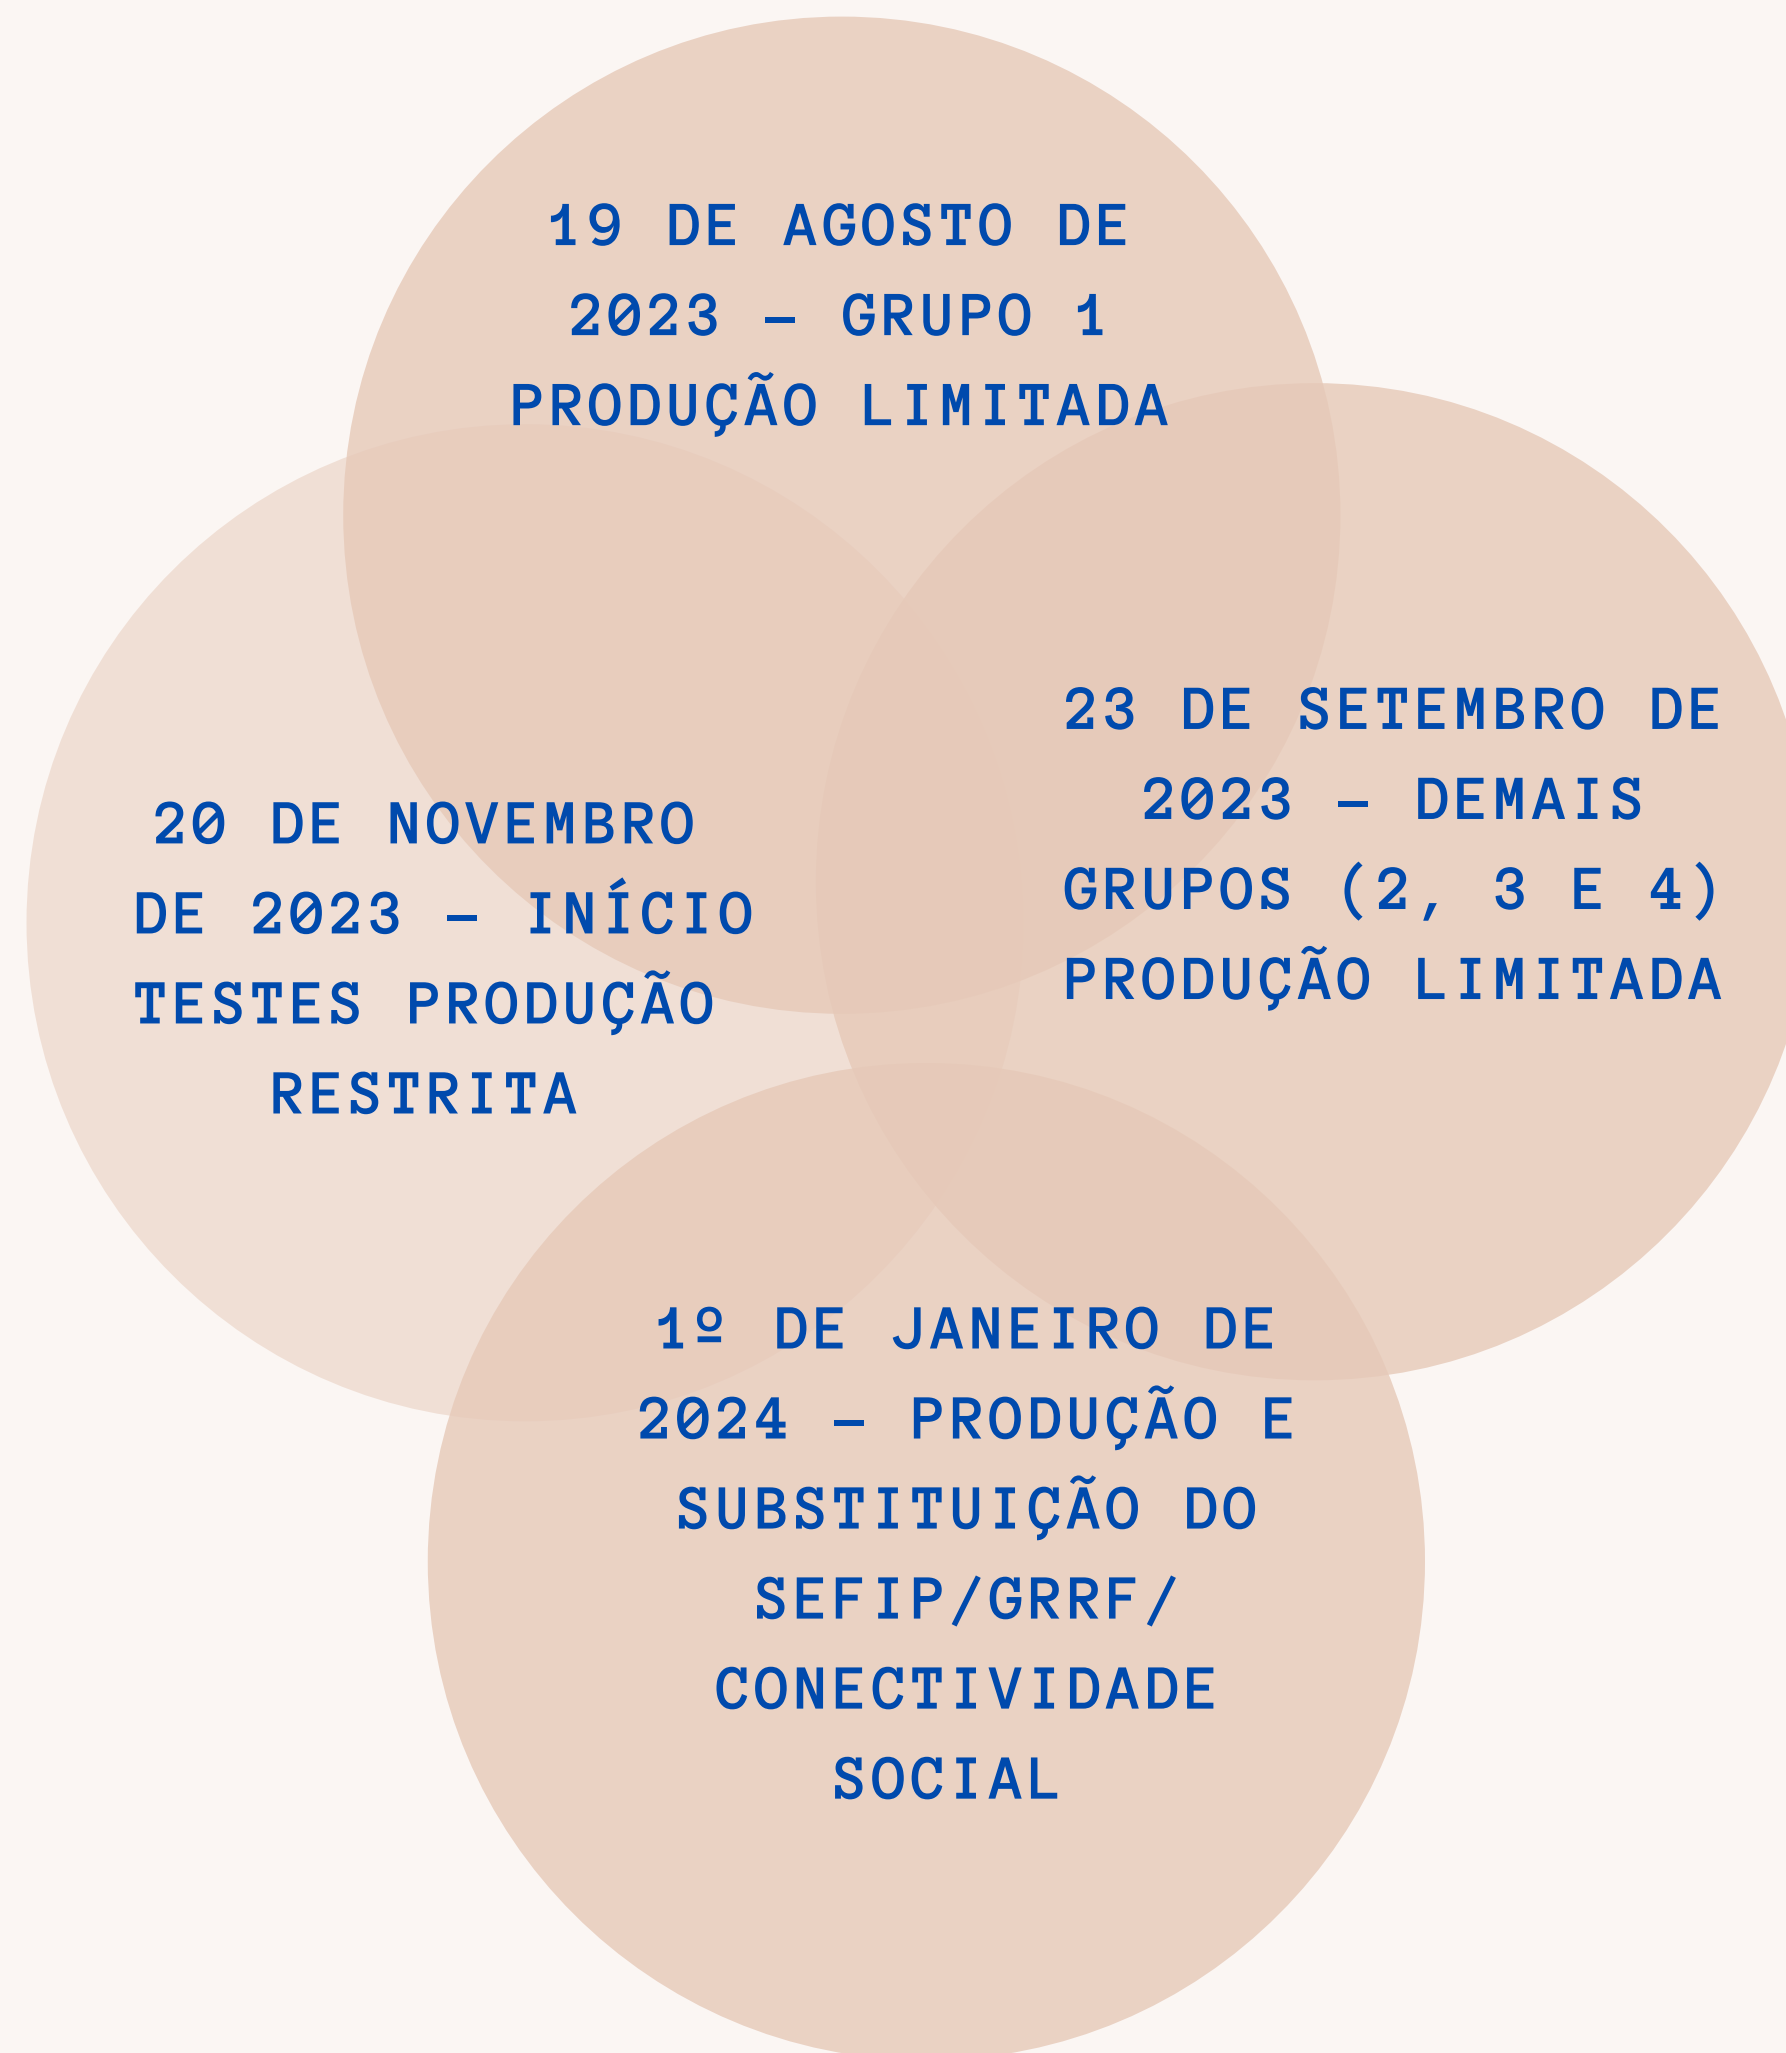 19 DE AGOSTO DE
2023 – GRUPO 1
PRODUÇÃO LIMITADA
23 DE SETEMBRO DE
2023 – DEMAIS
GRUPOS (2, 3 E 4)
PRODUÇÃO LIMITADA
20 DE NOVEMBRO
DE 2023 – INÍCIO
TESTES PRODUÇÃO
RESTRITA
1º DE JANEIRO DE
2024 – PRODUÇÃO E
SUBSTITUIÇÃO DO
SEFIP/GRRF/
CONECTIVIDADE
SOCIAL